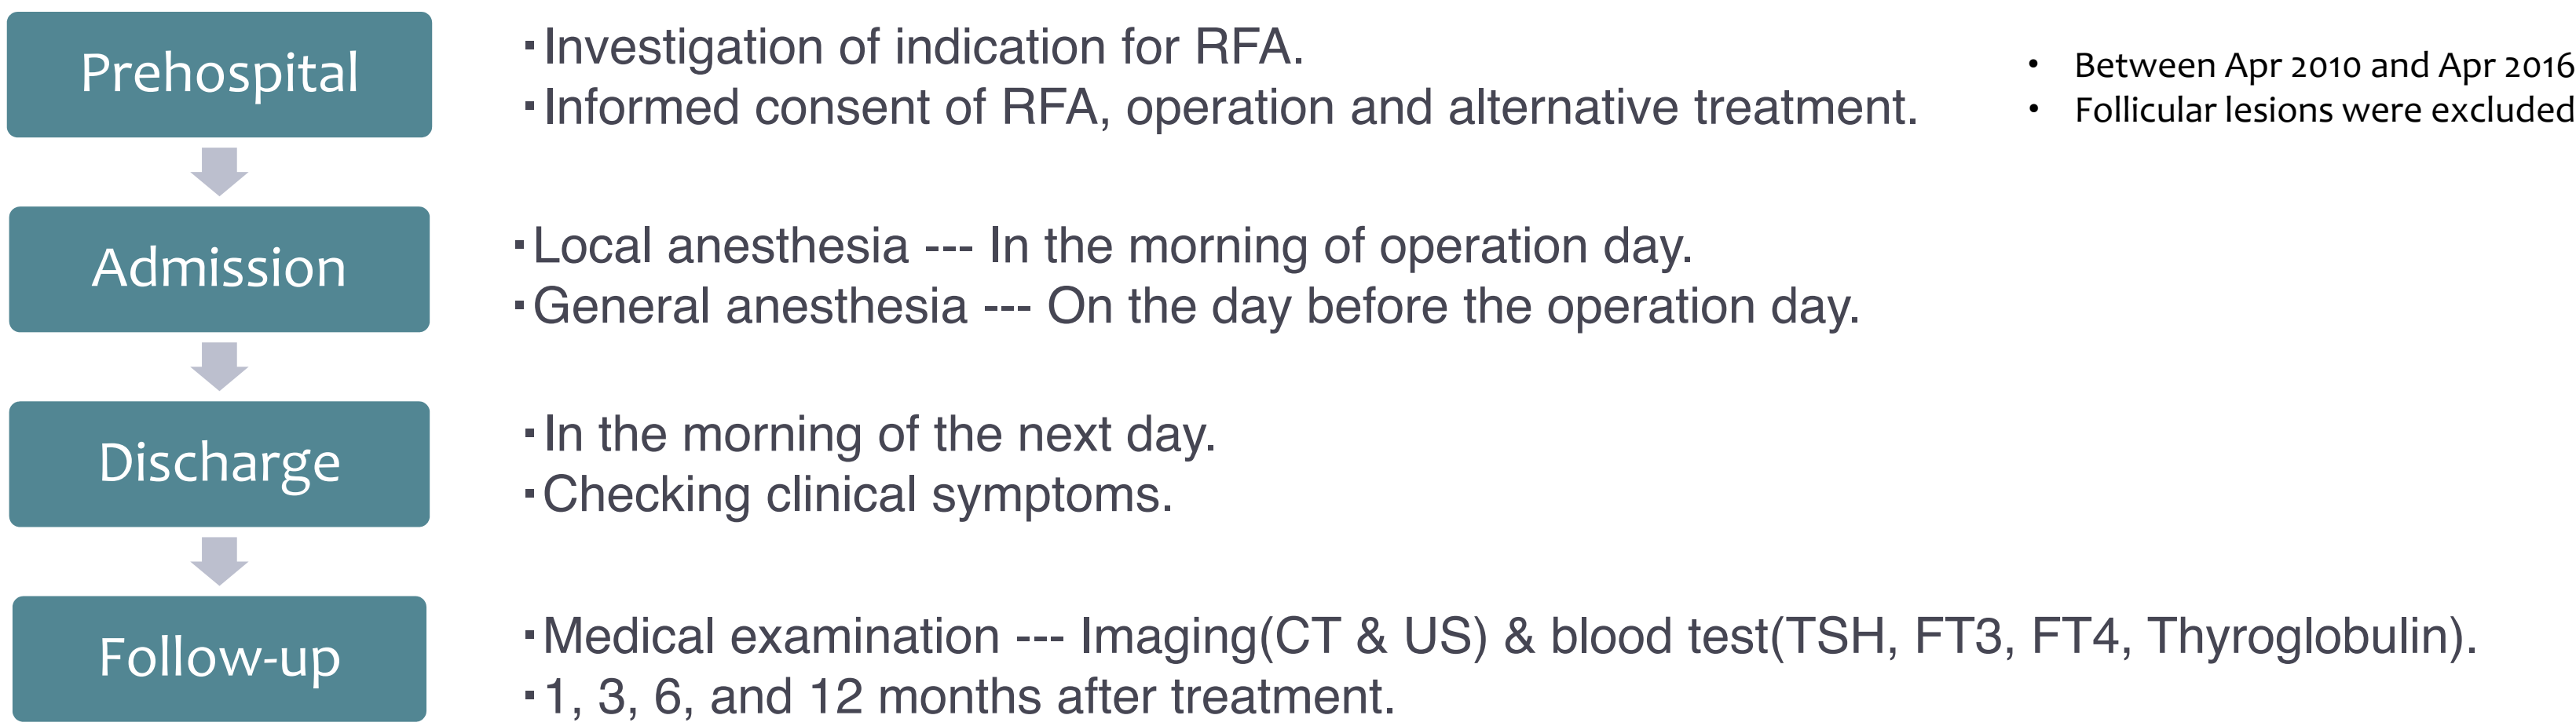 Prehospital
・Investigation of indication for RFA.
・Informed consent of RFA, operation and alternative treatment.
• Between Apr 2010 and Apr 2016
• Follicular lesions were excluded
Admission
・Local anesthesia --- In the morning of operation day.
・General anesthesia --- On the day before the operation day.
Discharge
・In the morning of the next day.
・Checking clinical symptoms.
Follow-up
・Medical examination --- Imaging(CT & US) & blood test(TSH, FT3, FT4, Thyroglobulin).
・1, 3, 6, and 12 months after treatment.